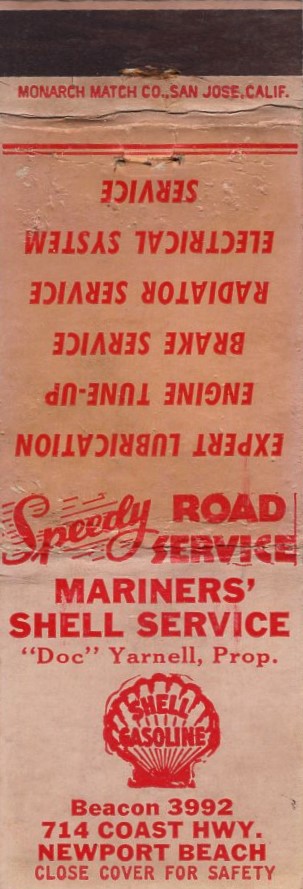 MONARCH MATCH CO., SAN JOSE, CALIF.
EXPERT LUBRICATION
ENGINE TUNE-UP
BRAKE SERVICE
RADIATOR SERVICE
ELECTRICAL SYSTEM
SERVICE
Speedy ROAD
SERVICE
MARINERS'
SHELL SERVICE
"Doc" Yarnell, Prop.
SHELL
GASOLINE
Beacon 3992
714 COAST HWY.
NEWPORT BEACH
CLOSE COVER FOR SAFETY